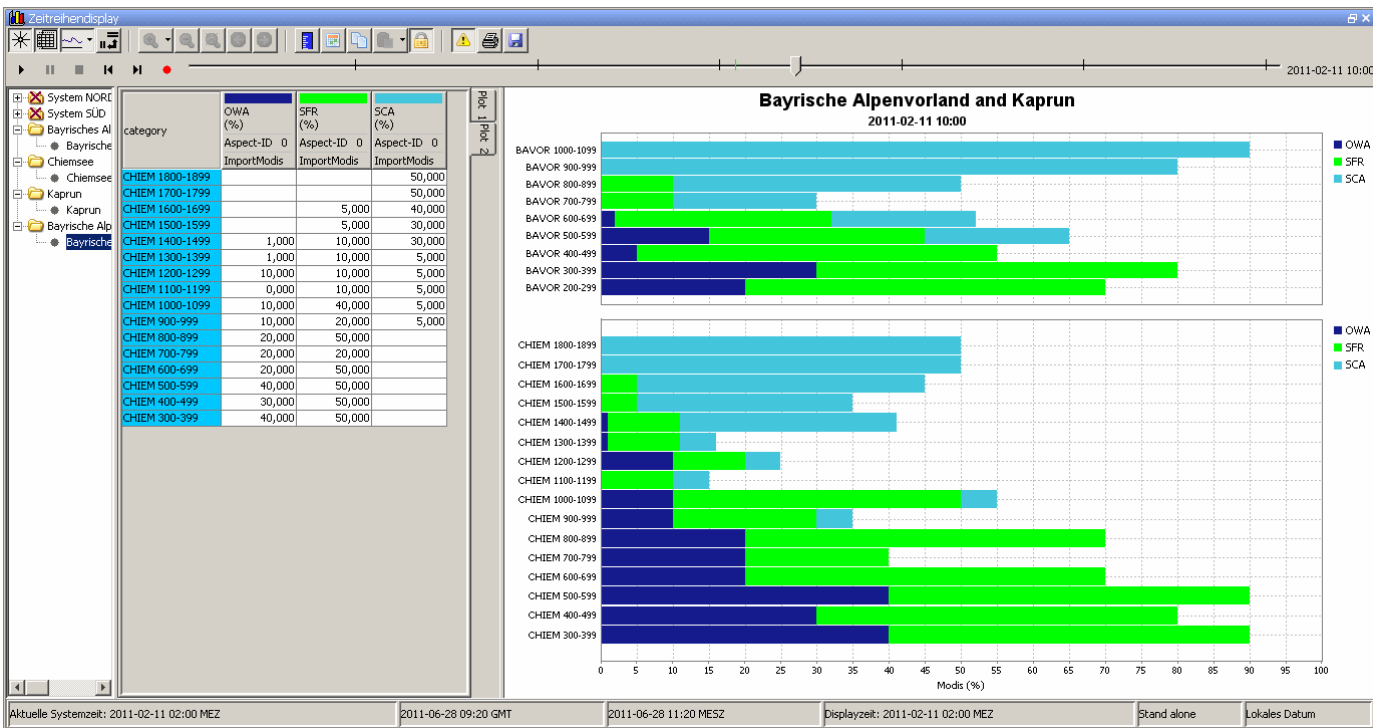 Zeitreihendisplay
2011-02-11 10:00
System NORD
System SÜD
Bayrisches Al
Bayrische
Chiemsee
Chiemsee
Kaprun
Kaprun
Bayrische Alp
Bayrische
category OWA (%) Aspect-ID 0 ImportModis SFR (%) Aspect-ID 0 ImportModis SCA (%) Aspect-ID 0 ImportModis
CHIEM 1800-1899 50,000
CHIEM 1700-1799 50,000
CHIEM 1600-1699 5,000 40,000
CHIEM 1500-1599 5,000 30,000
CHIEM 1400-1499 1,000 10,000 30,000
CHIEM 1300-1399 1,000 10,000 5,000
CHIEM 1200-1299 10,000 10,000 5,000
CHIEM 1100-1199 0,000 10,000 5,000
CHIEM 1000-1099 10,000 40,000 5,000
CHIEM 900-999 10,000 20,000 5,000
CHIEM 800-899 20,000 50,000
CHIEM 700-799 20,000 20,000
CHIEM 600-699 20,000 50,000
CHIEM 500-599 40,000 50,000
CHIEM 400-499 30,000 50,000
CHIEM 300-399 40,000 50,000
Plot 1
Plot 2
Bayrische Alpenvorland and Kaprun
2011-02-11 10:00
BAVOR 1000-1099
BAVOR 900-999
BAVOR 800-899
BAVOR 700-799
BAVOR 600-699
BAVOR 500-599
BAVOR 400-499
BAVOR 300-399
BAVOR 200-299
OWA
SFR
SCA
CHIEM 1800-1899
CHIEM 1700-1799
CHIEM 1600-1699
CHIEM 1500-1599
CHIEM 1400-1499
CHIEM 1300-1399
CHIEM 1200-1299
CHIEM 1100-1199
CHIEM 1000-1099
CHIEM 900-999
CHIEM 800-899
CHIEM 700-799
CHIEM 600-699
CHIEM 500-599
CHIEM 400-499
CHIEM 300-399
OWA
SFR
SCA
0 5 10 15 20 25 30 35 40 45 50 55 60 65 70 75 80 85 90 95 100
Modis (%)
Aktuelle Systemzeit: 2011-02-11 02:00 MEZ 2011-06-28 09:20 GMT 2011-06-28 11:20 MESZ Displayzeit: 2011-02-11 02:00 MEZ Stand alone Lokales Datum